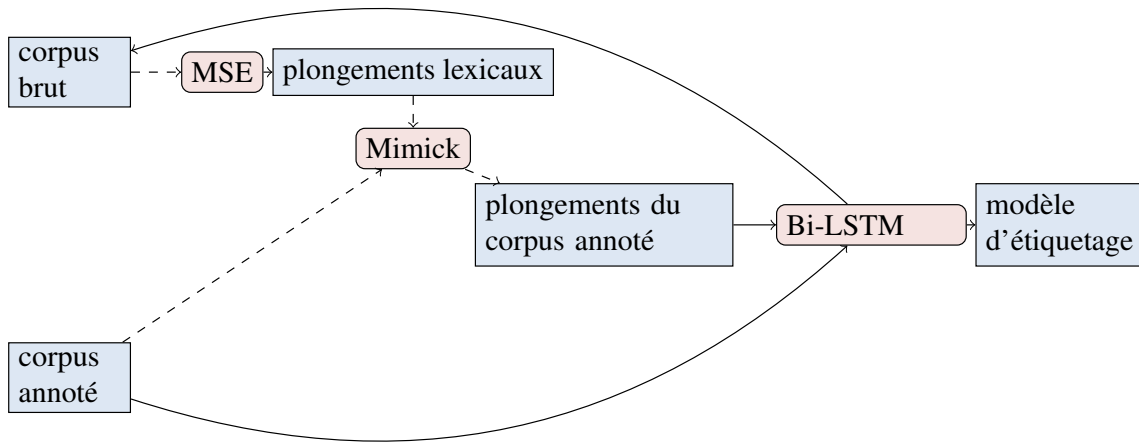 corpus
brut
MSE
plongements lexicaux
Mimick
plongements du
corpus annoté
Bi-LSTM
modèle
d'étiquetage
corpus
annoté